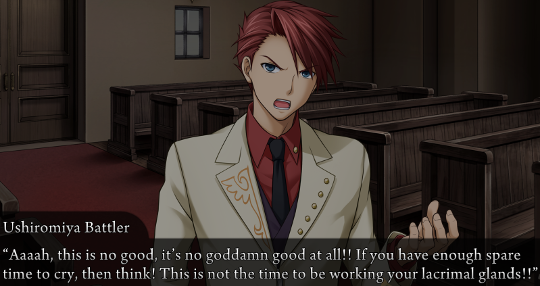 Ushiromiya Battler
“Aaaah, this is no good, it’s no goddamn good at all!! If you have enough spare
time to cry, then think! This is not the time to be working your lacrimal glands!!”